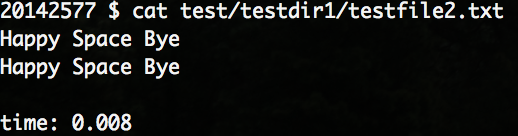 20142577 $ cat test/testdir1/testfile2.txt
Happy Space Bye
Happy Space Bye
time: 0.008